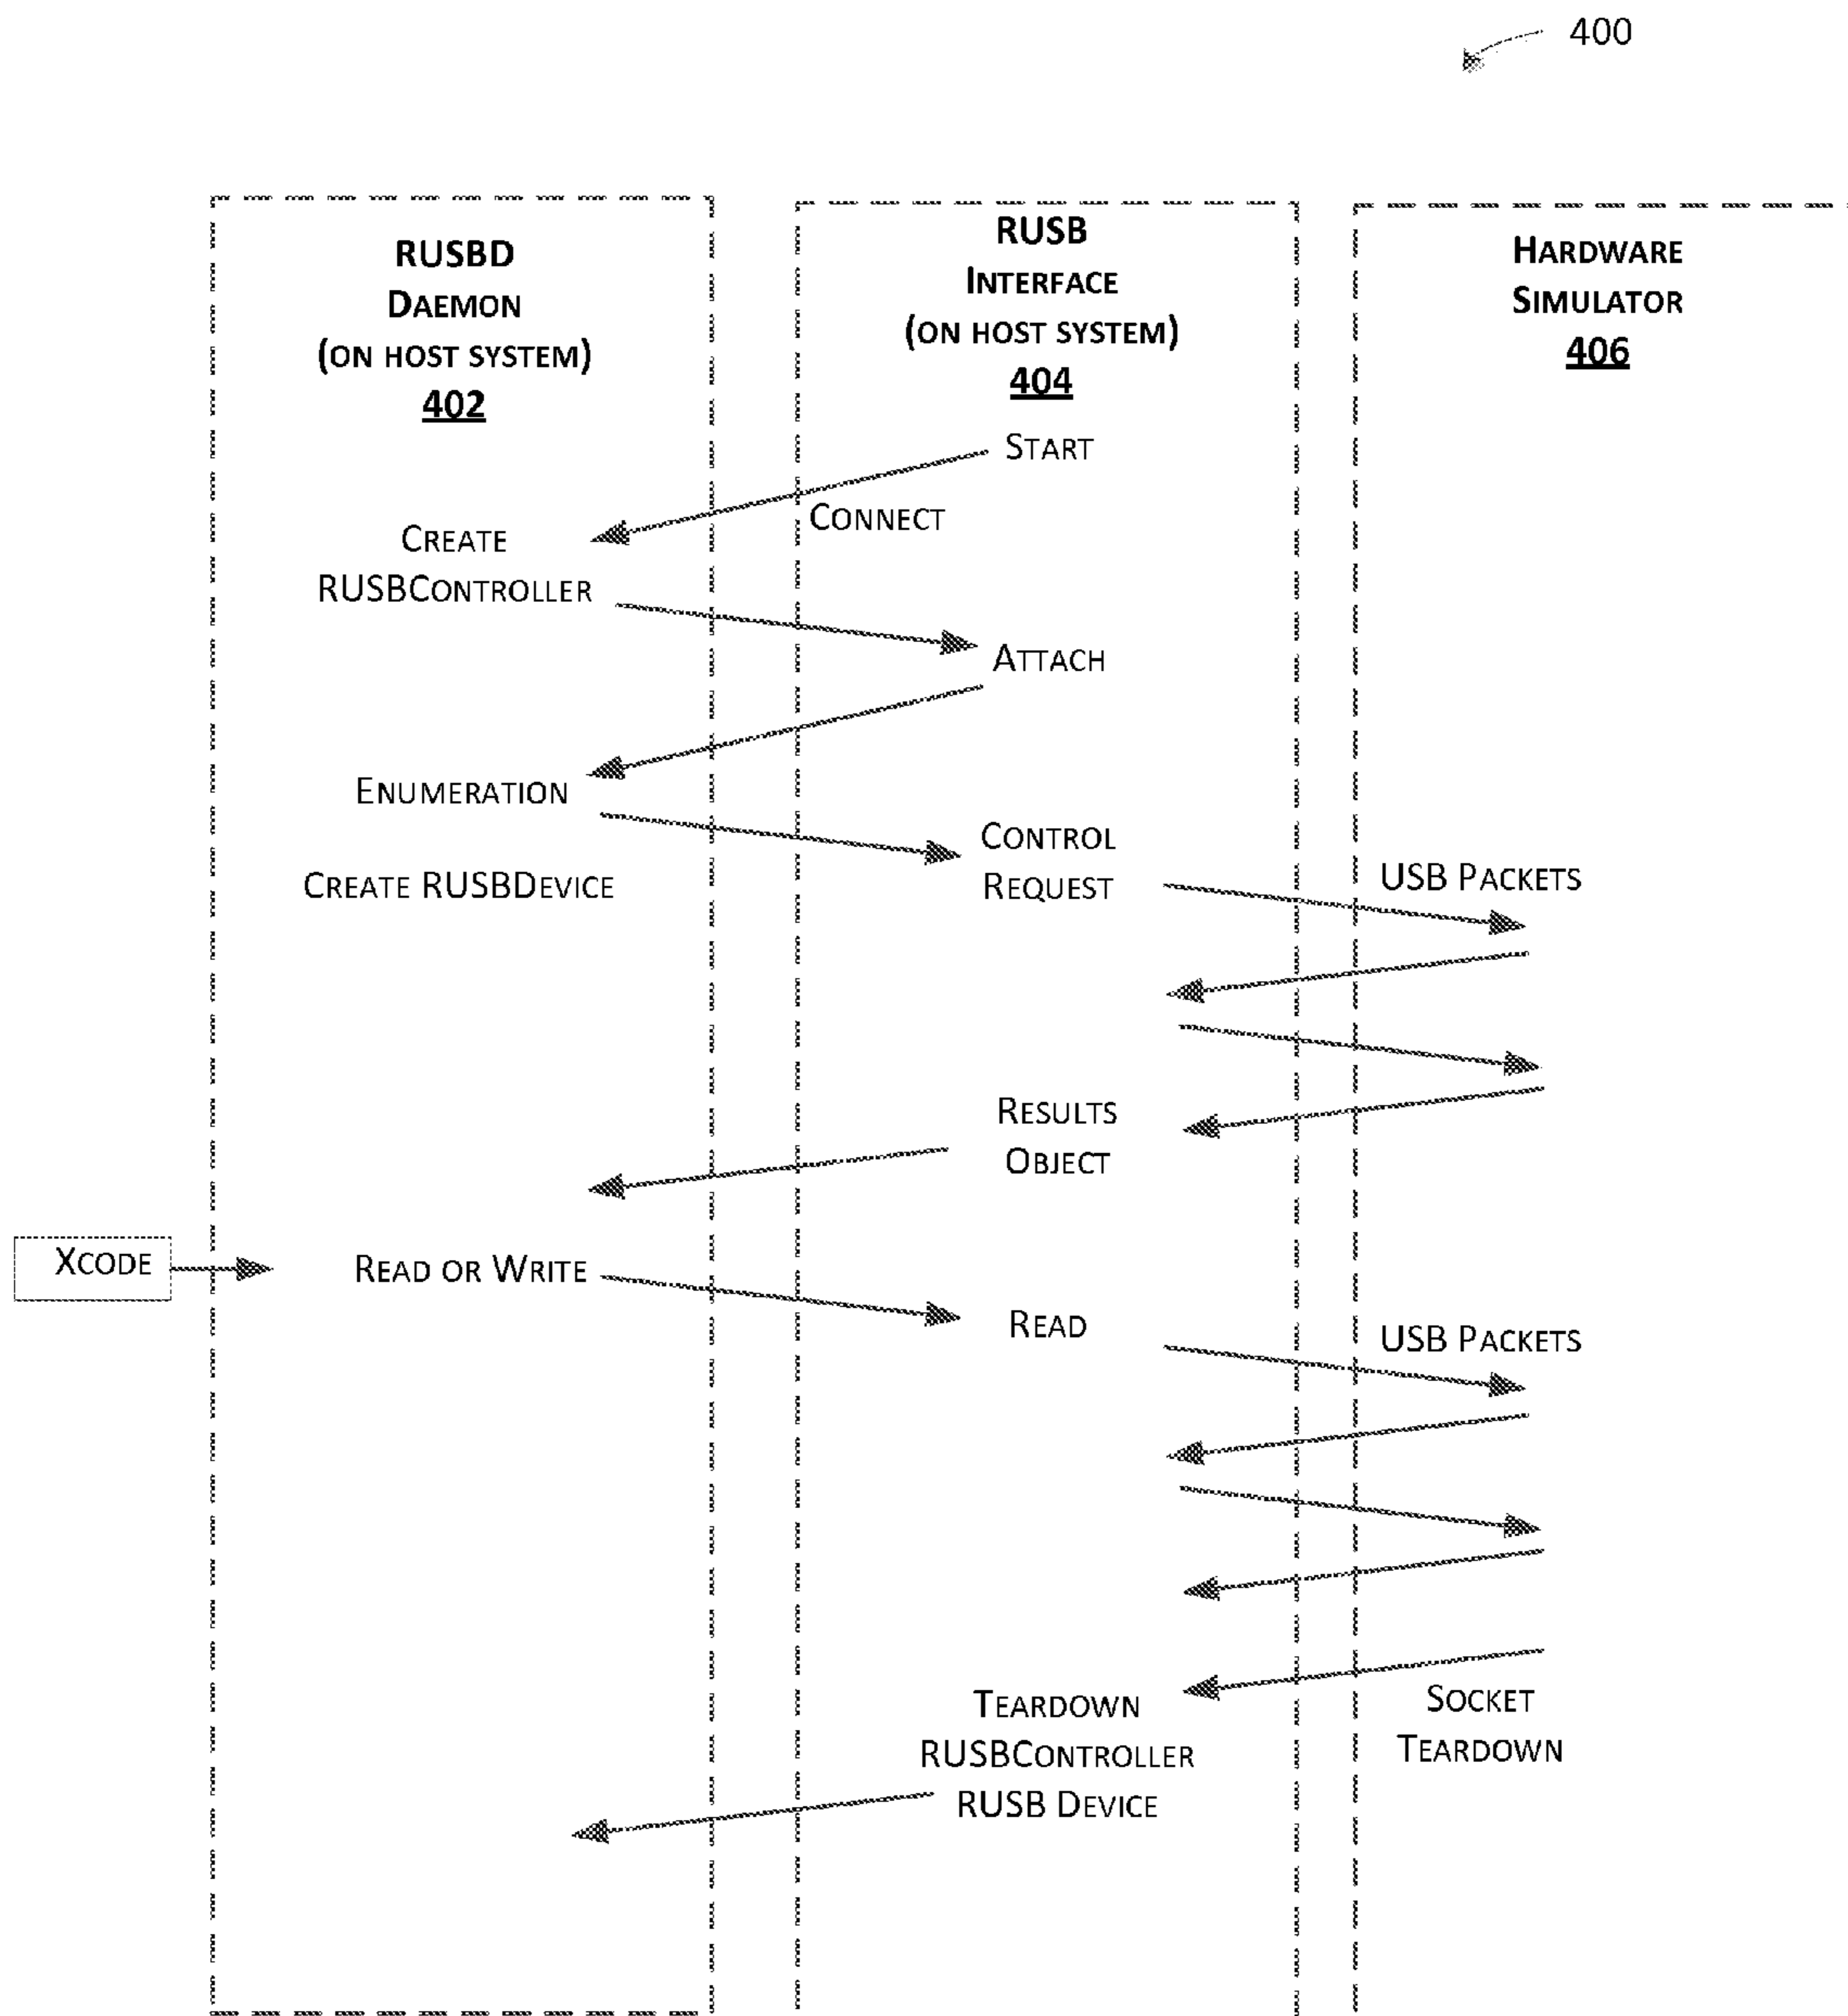 400
RUSBD
DAEMON
(ON HOST SYSTEM)
402
RUSB
INTERFACE
(ON HOST SYSTEM)
404
HARDWARE
SIMULATOR
406
START
CONNECT
CREATE
RUSBCONTROLLER
ATTACH
ENUMERATION
CONTROL
REQUEST
USB PACKETS
CREATE RUSBDEVICE
RESULTS
OBJECT
XCODE
READ OR WRITE
READ
USB PACKETS
TEARDOWN
RUSBCONTROLLER
RUSB DEVICE
SOCKET
TEARDOWN